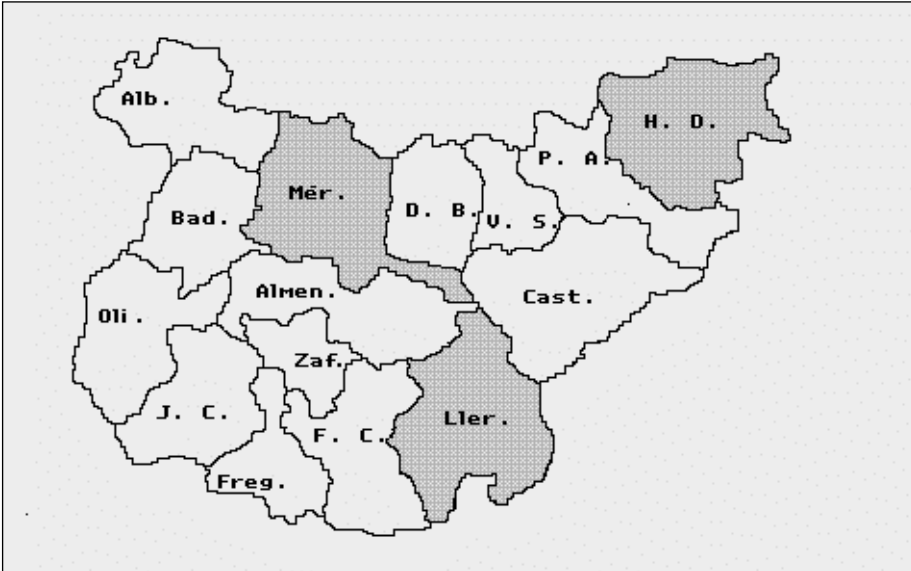 Alb.
H. D.
P. A.
Mér.
D. B.
Bad.
V. S.
Almen.
Cast.
Oli.
Zaf.
J. C.
Ller.
F. C.
Freg.